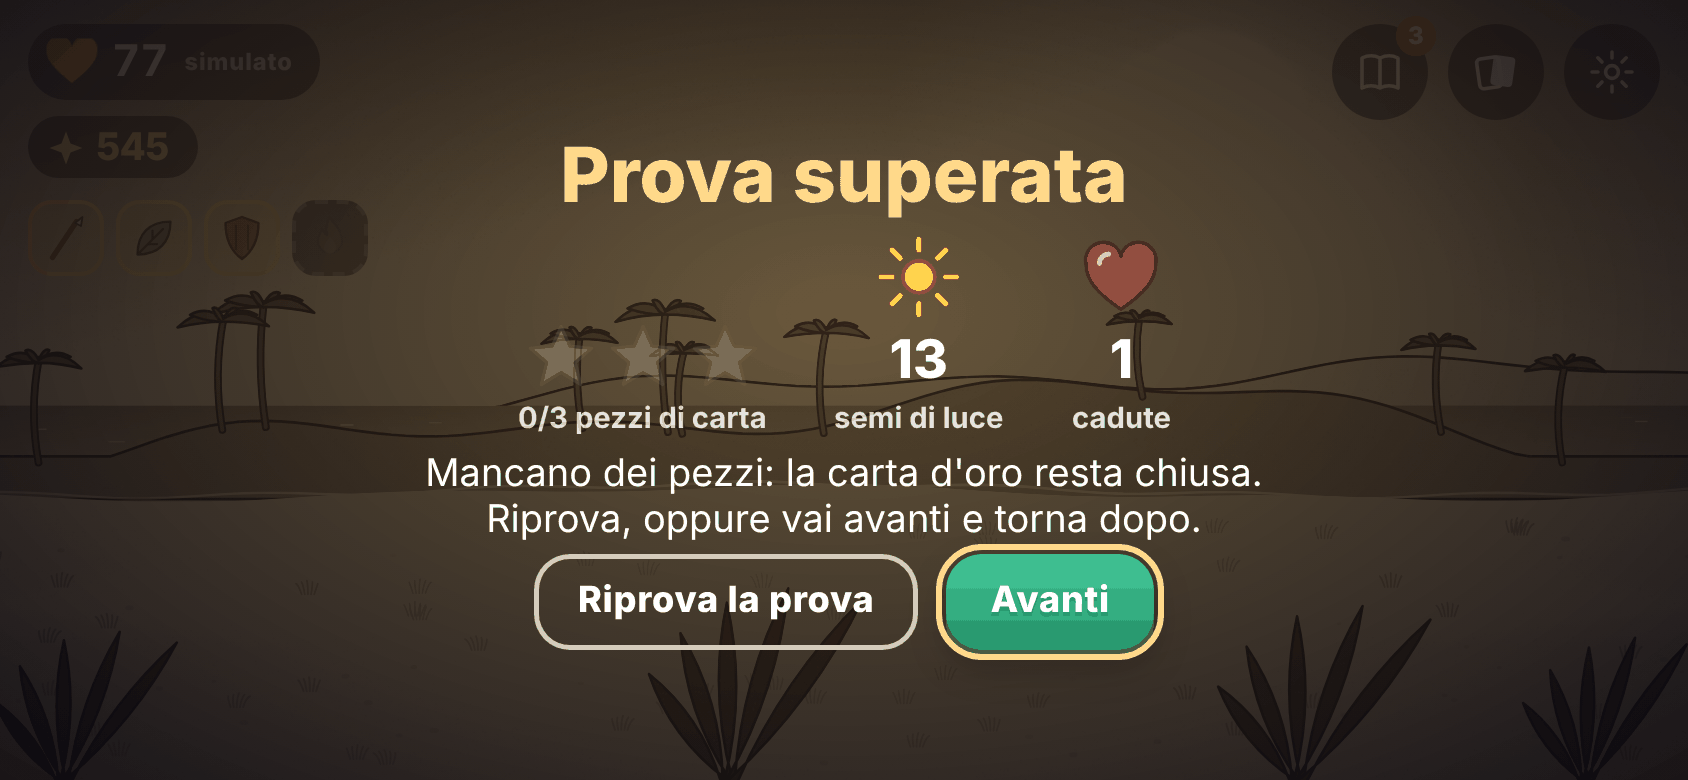 77 simulato
3
545
Prova superata
13
1
0/3 pezzi di carta
semi di luce
cadute
Mancano dei pezzi: la carta d'oro resta chiusa.
Riprova, oppure vai avanti e torna dopo.
Riprova la prova
Avanti